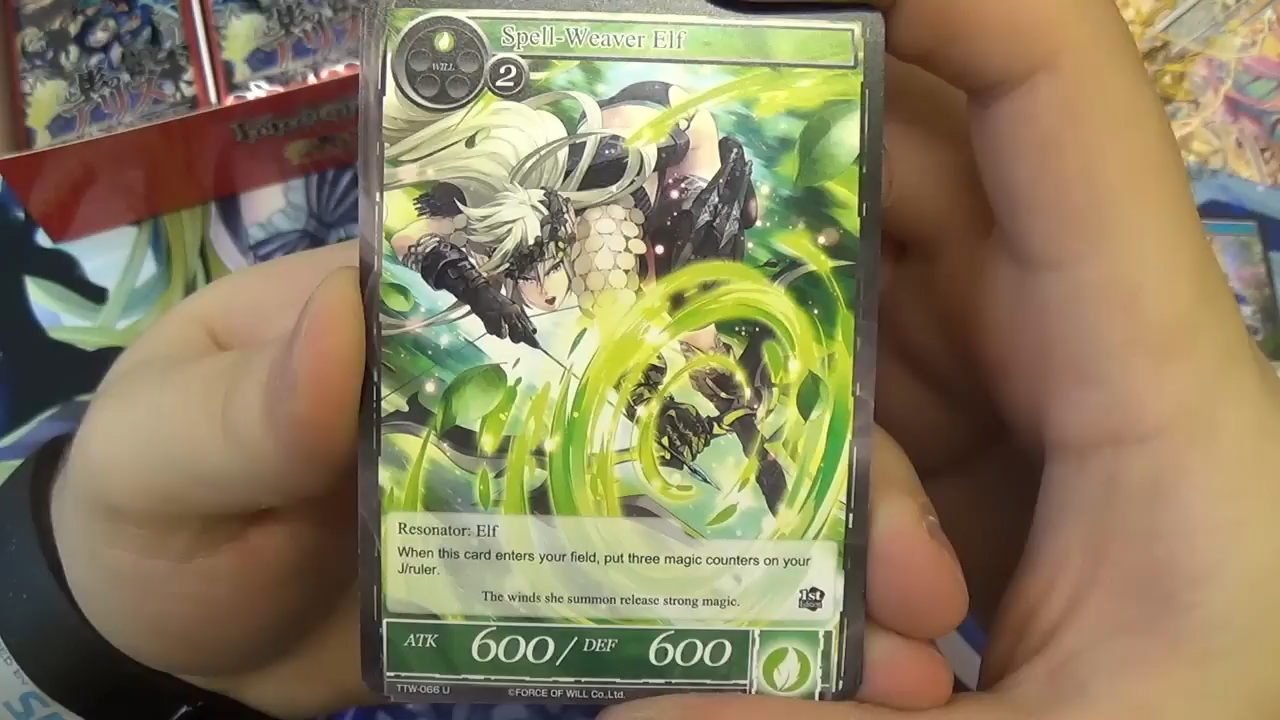 Spell-Weaver Elf
WILL
2
Resonator: Elf
When this card enters your field, put three magic counters on your
J/ruler.
The winds she summon release strong magic.
1st
Edition
ATK 600/ DEF 600
TTW-066 U
©FORCE OF WILL Co.,Ltd.